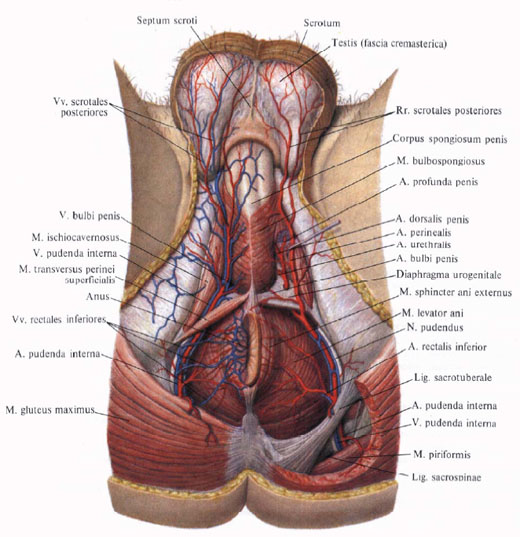 Septum scroti
Scrotum
Testis (fascia cremasterica)
Vv. scrotales
posteriores
Rr. scrotales posteriores
Corpus spongiosum penis
M. bulbospongiosus
A. profunda penis
V. bulbi penis
M. ischiocavernosus
V. pudenda interna
M. transversus perinei
superficialis
Anus
Vv. rectales inferiores
A. pudenda interna
M. gluteus maximus
A. dorsalis penis
A. perinealis
A. urethralis
A. bulbi penis
Diaphragma urogenitale
M. sphincter ani externus
M. levator ani
N. pudendus
A. rectalis inferior
Lig. sacrotuberale
A. pudenda interna
V. pudenda interna
M. piriformis
Lig. sacrospinae